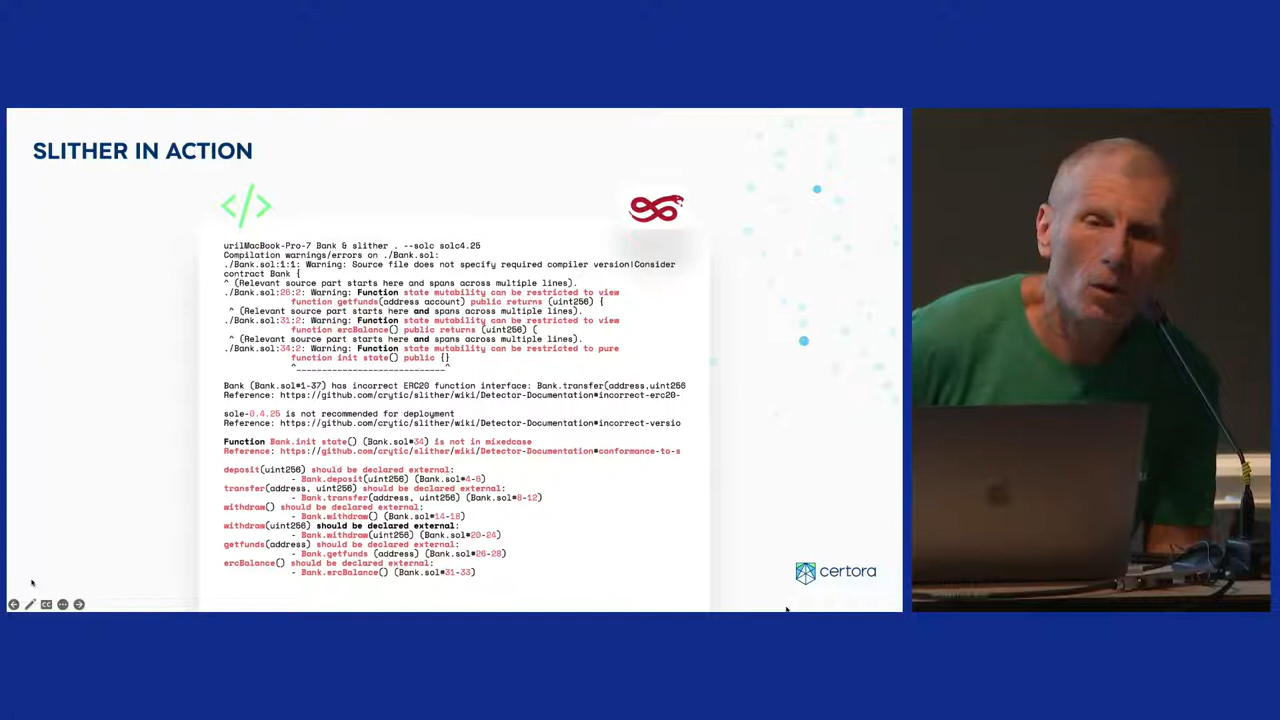 SLITHER IN ACTION
</>
urilMacBook-Pro-7 Bank & slither . --solc solc4.25
Compilation warnings/errors on ./Bank.sol:
./Bank.sol:1:1: Warning: Source file does not specify required compiler version|Consider
contract Bank {
^ (Relevant source part starts here and spans across multiple lines).
./Bank.sol:26:2: Warning: Function state mutability can be restricted to view
function getfunds(address account) public returns (uint256) {
^ (Relevant source part starts here and spans across multiple lines).
./Bank.sol:31:2: Warning: Function state mutability can be restricted to view
function ercBalance() public returns (uint256) (
^ (Relevant source part starts here and spans across multiple lines).
./Bank.sol:34:2: Warning: Function state mutability can be restricted to pure
function init state() public {}
^____________________________^
Bank (Bank.sol#1-37) has incorrect ERC20 function interface: Bank.transfer(address,uint256
Reference: https://github.com/crytic/slither/wiki/Detector-Documentation#incorrect-erc20-
sole-0.4.25 is not recommended for deployment
Reference: https://github.com/crytic/slither/wiki/Detector-Documentation#incorrect-versio
Function Bank.init state() (Bank.sol#34) is not in mixedcase
Reference: https://github.com/crytic/slither/wiki/Detector-Documentation#conformance-to-s
deposit(uint256) should be declared external:
- Bank.deposit(uint256) (Bank.sol#4-6)
transfer(address, uint256) should be declared external:
- Bank.transfer(address, uint256) (Bank.sol#8-12)
withdraw() should be declared external:
- Bank.withdraw() (Bank.sol#14-18)
withdraw(uint256) should be declared external:
- Bank.withdraw(uint256) (Bank.sol#20-24)
getfunds(address) should be declared external:
- Bank.getfunds (address) (Bank.sol#26-28)
ercBalance() should be declared external:
- Bank.ercBalance() (Bank.sol#31-33)
certora
CC